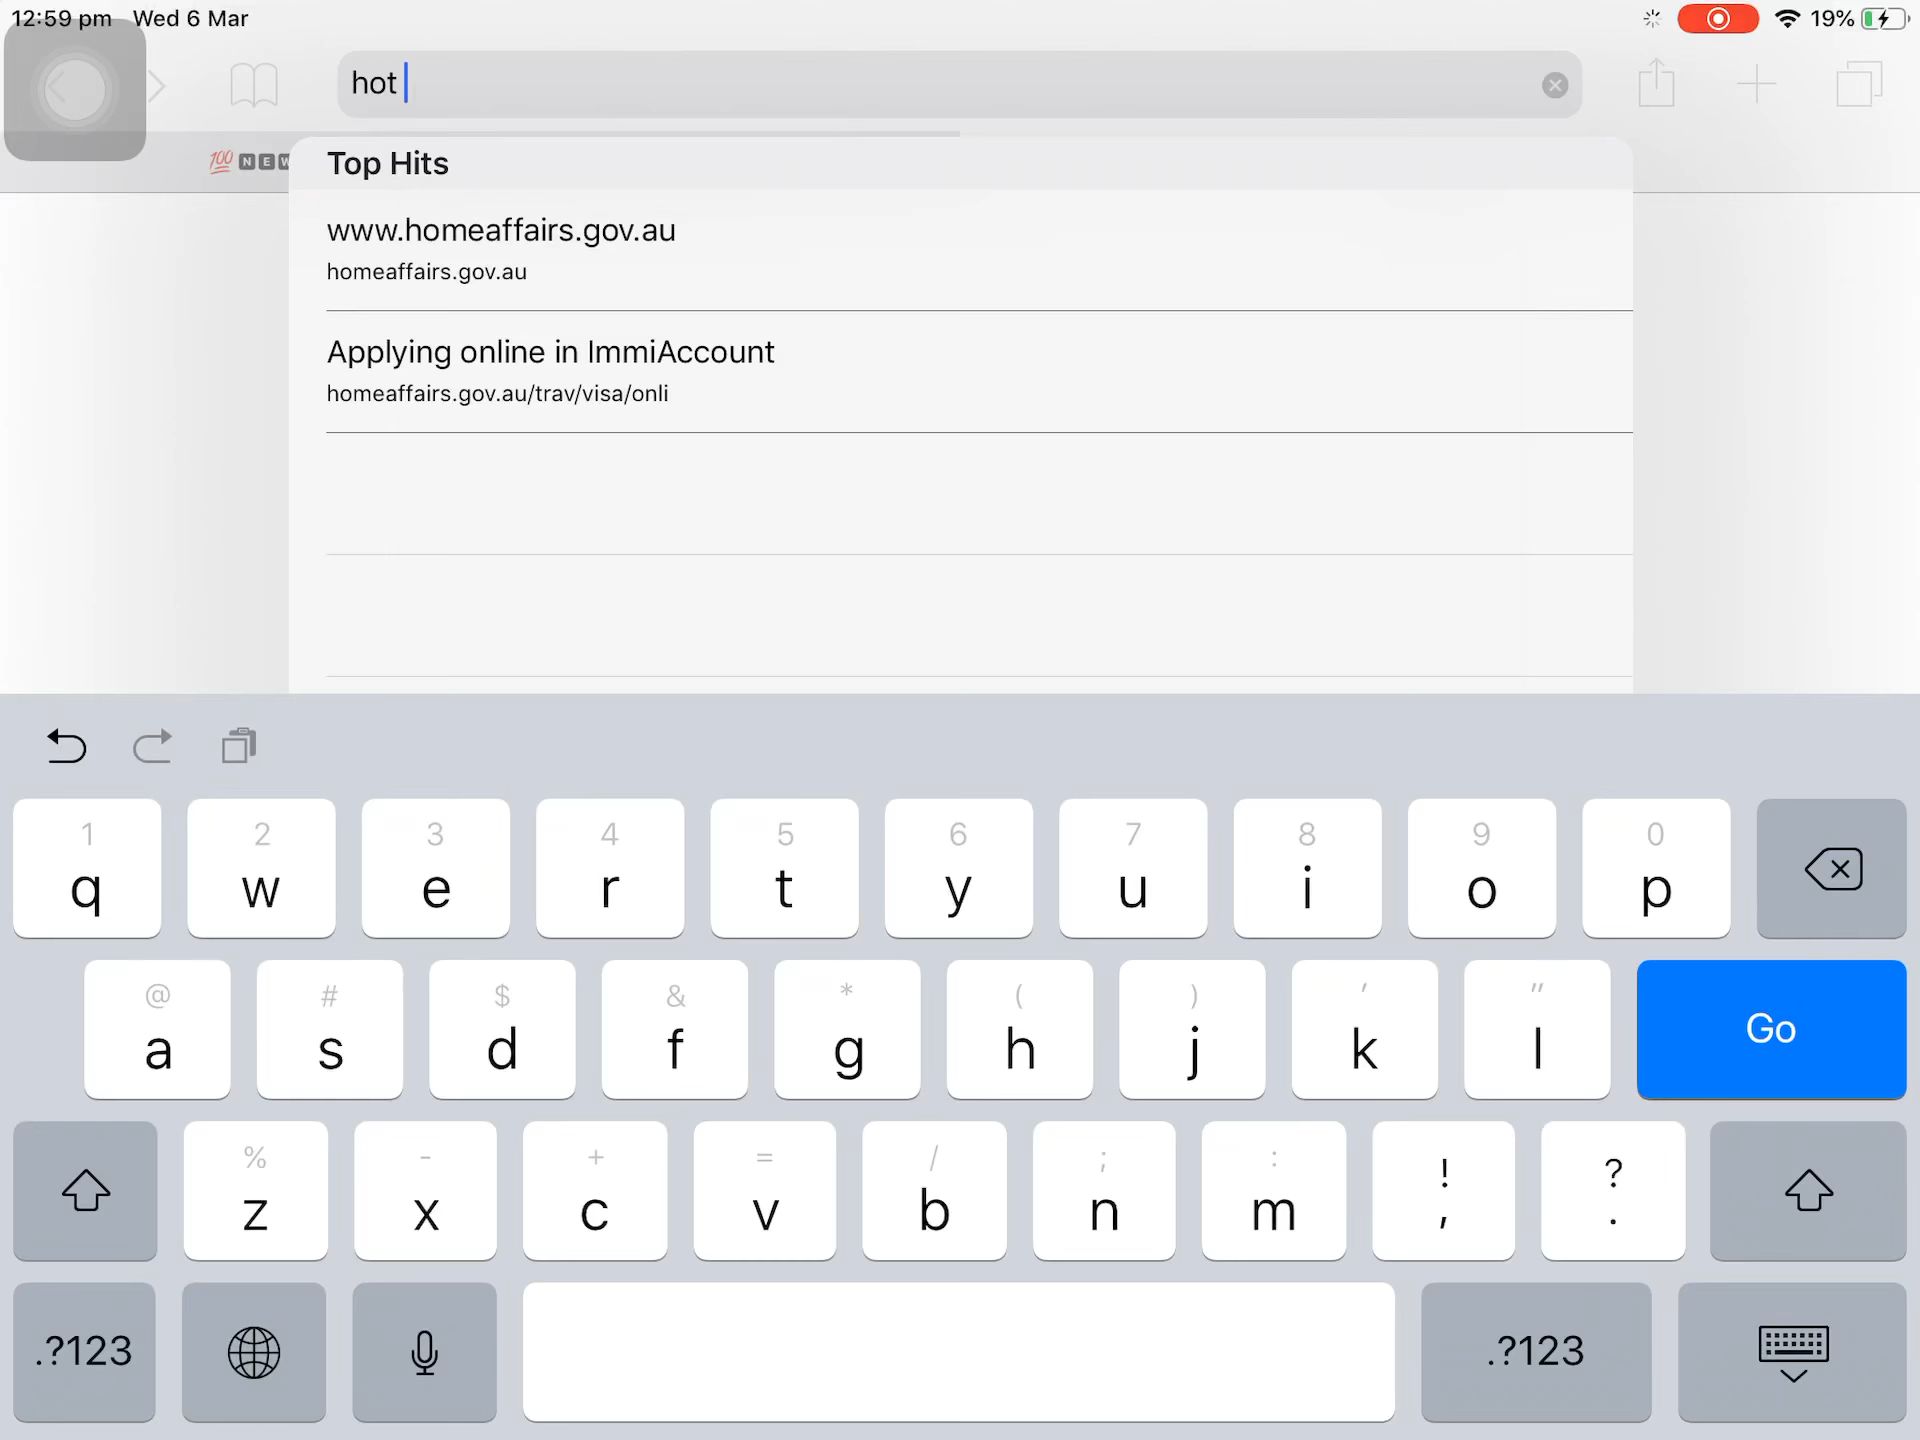 12:59 pm Wed 6 Mar
19%
hot
💯 NEW
Top Hits
www.homeaffairs.gov.au
homeaffairs.gov.au
Applying online in ImmiAccount
homeaffairs.gov.au/trav/visa/onli
1 2 3 4 5 6 7 8 9 0
q w e r t y u i o p
@ # $ & * ( ) ' "
a s d f g h j k l Go
% - + = / ; : ! ?
z x c v b n m , .
.?123 .?123